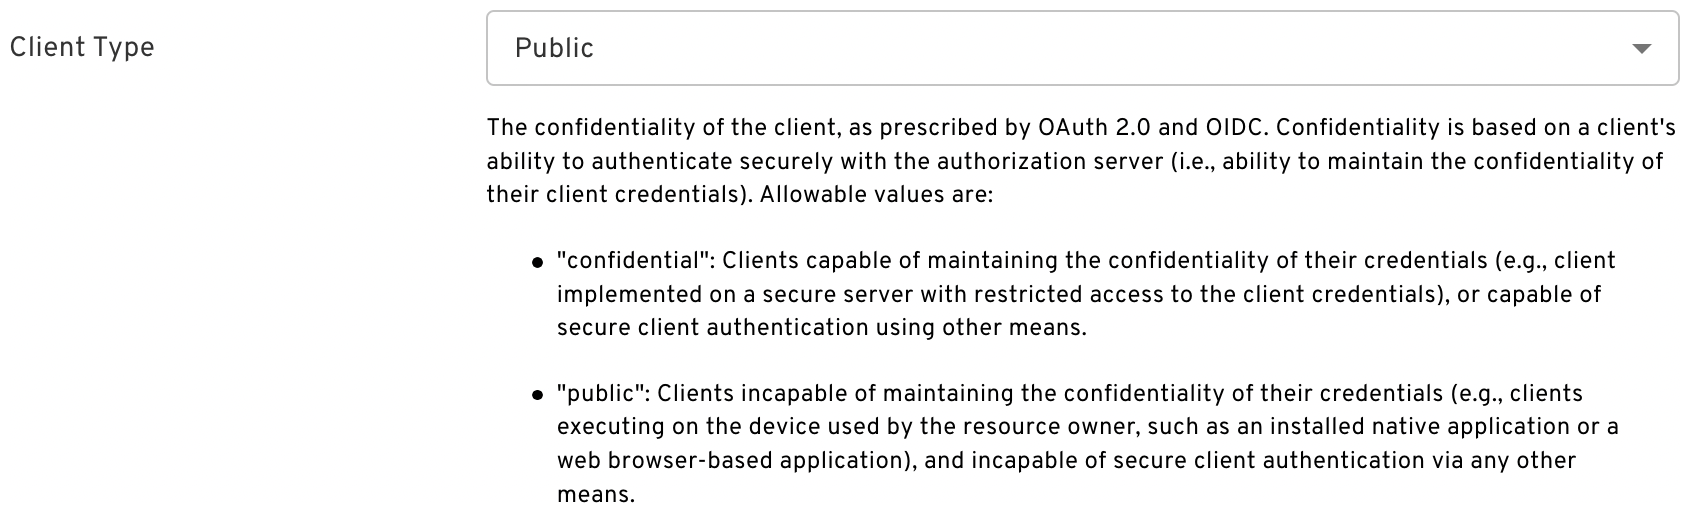 Client Type
Public
The confidentiality of the client, as prescribed by OAuth 2.0 and OIDC. Confidentiality is based on a client's
ability to authenticate securely with the authorization server (i.e., ability to maintain the confidentiality of
their client credentials). Allowable values are:
● "confidential": Clients capable of maintaining the confidentiality of their credentials (e.g., client
implemented on a secure server with restricted access to the client credentials), or capable of
secure client authentication using other means.
● "public": Clients incapable of maintaining the confidentiality of their credentials (e.g., clients
executing on the device used by the resource owner, such as an installed native application or a
web browser-based application), and incapable of secure client authentication via any other
means.